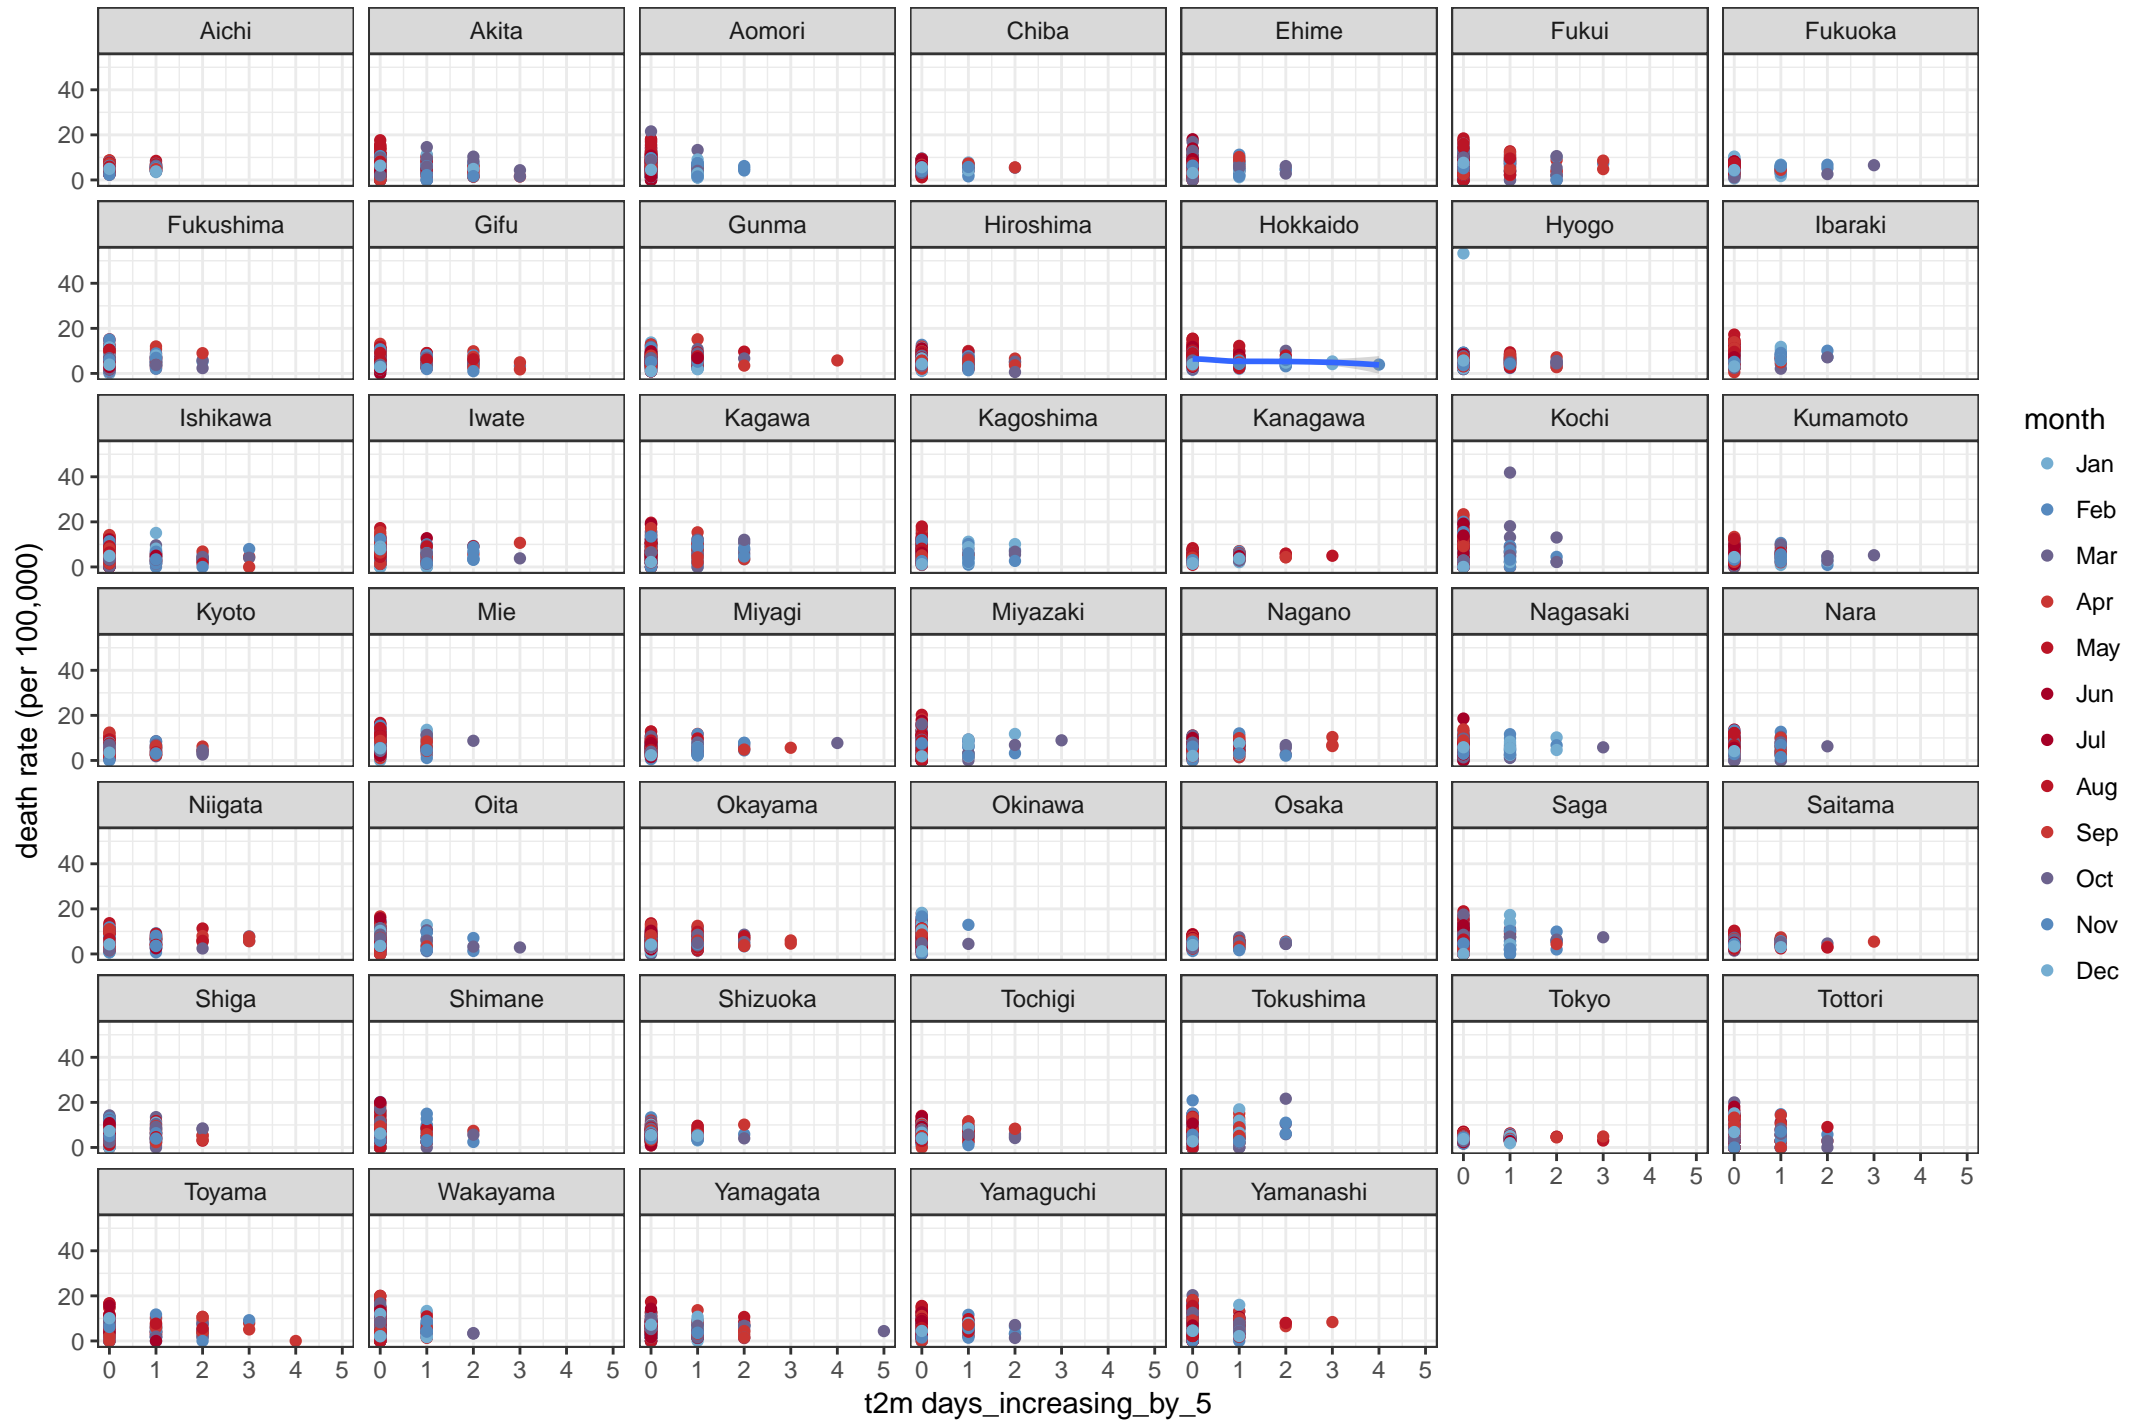 Aichi Akita Aomori Chiba Ehime Fukui Fukuoka
40
20
0
Fukushima Gifu Gunma Hiroshima Hokkaido Hyogo Ibaraki
40
20
0
Ishikawa Iwate Kagawa Kagoshima Kanagawa Kochi Kumamoto
40
20
0
Kyoto Mie Miyagi Miyazaki Nagano Nagasaki Nara
40
20
0
Niigata Oita Okayama Okinawa Osaka Saga Saitama
40
20
0
Shiga Shimane Shizuoka Tochigi Tokushima Tokyo Tottori
40
20
0
0 1 2 3 4 5 0 1 2 3 4 5
Toyama Wakayama Yamagata Yamaguchi Yamanashi
40
20
0
0 1 2 3 4 5 0 1 2 3 4 5 0 1 2 3 4 5 0 1 2 3 4 5 0 1 2 3 4 5
t2m days_increasing_by_5
death rate (per 100,000)
month
Jan
Feb
Mar
Apr
May
Jun
Jul
Aug
Sep
Oct
Nov
Dec